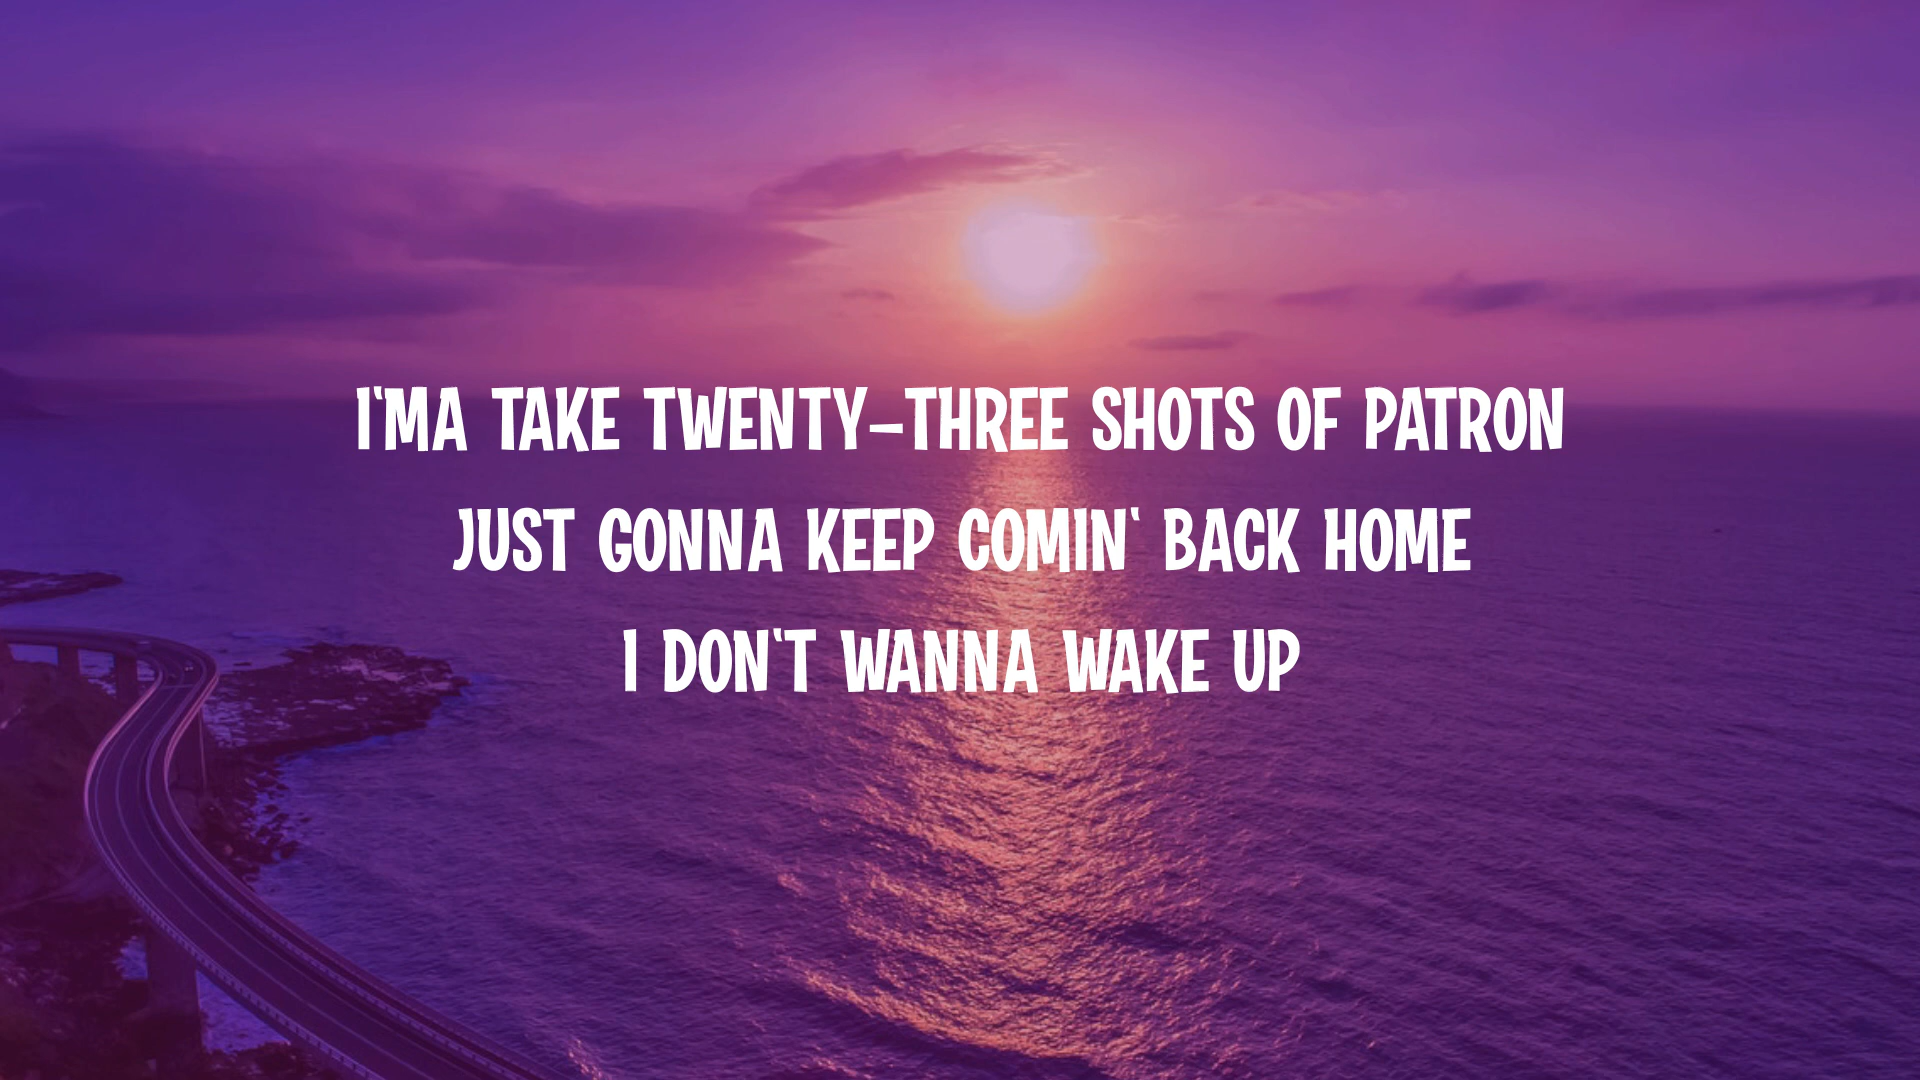 I'MA TAKE TWENTY-THREE SHOTS OF PATRON
JUST GONNA KEEP COMIN' BACK HOME
I DON'T WANNA WAKE UP